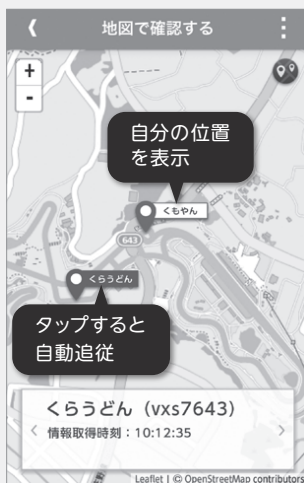 地図で確認する
+
-
自分の位置
を表示
くもやん
643
くらうどん
タップすると
自動追従
くらうどん（vxs7643）
情報取得時刻：10:12:35
Leaflet | © OpenStreetMap contributors